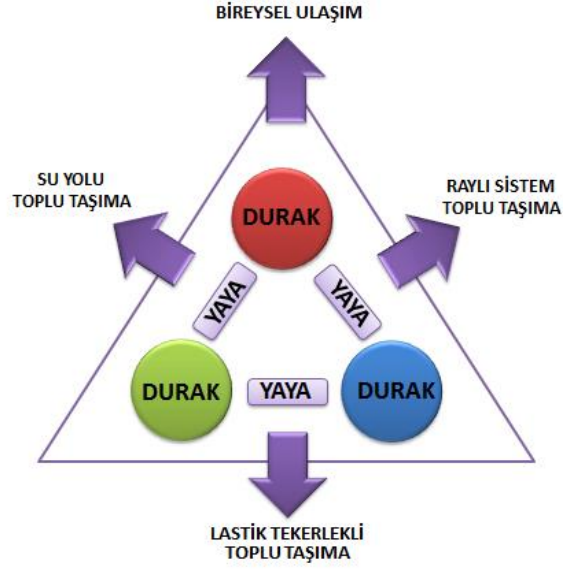 BİREYSEL ULAŞIM
SU YOLU
TOPLU TAŞIMA
RAYLI SİSTEM
TOPLU TAŞIMA
DURAK
YAYA
YAYA
DURAK
YAYA
DURAK
LASTİK TEKERLEKLİ
TOPLU TAŞIMA